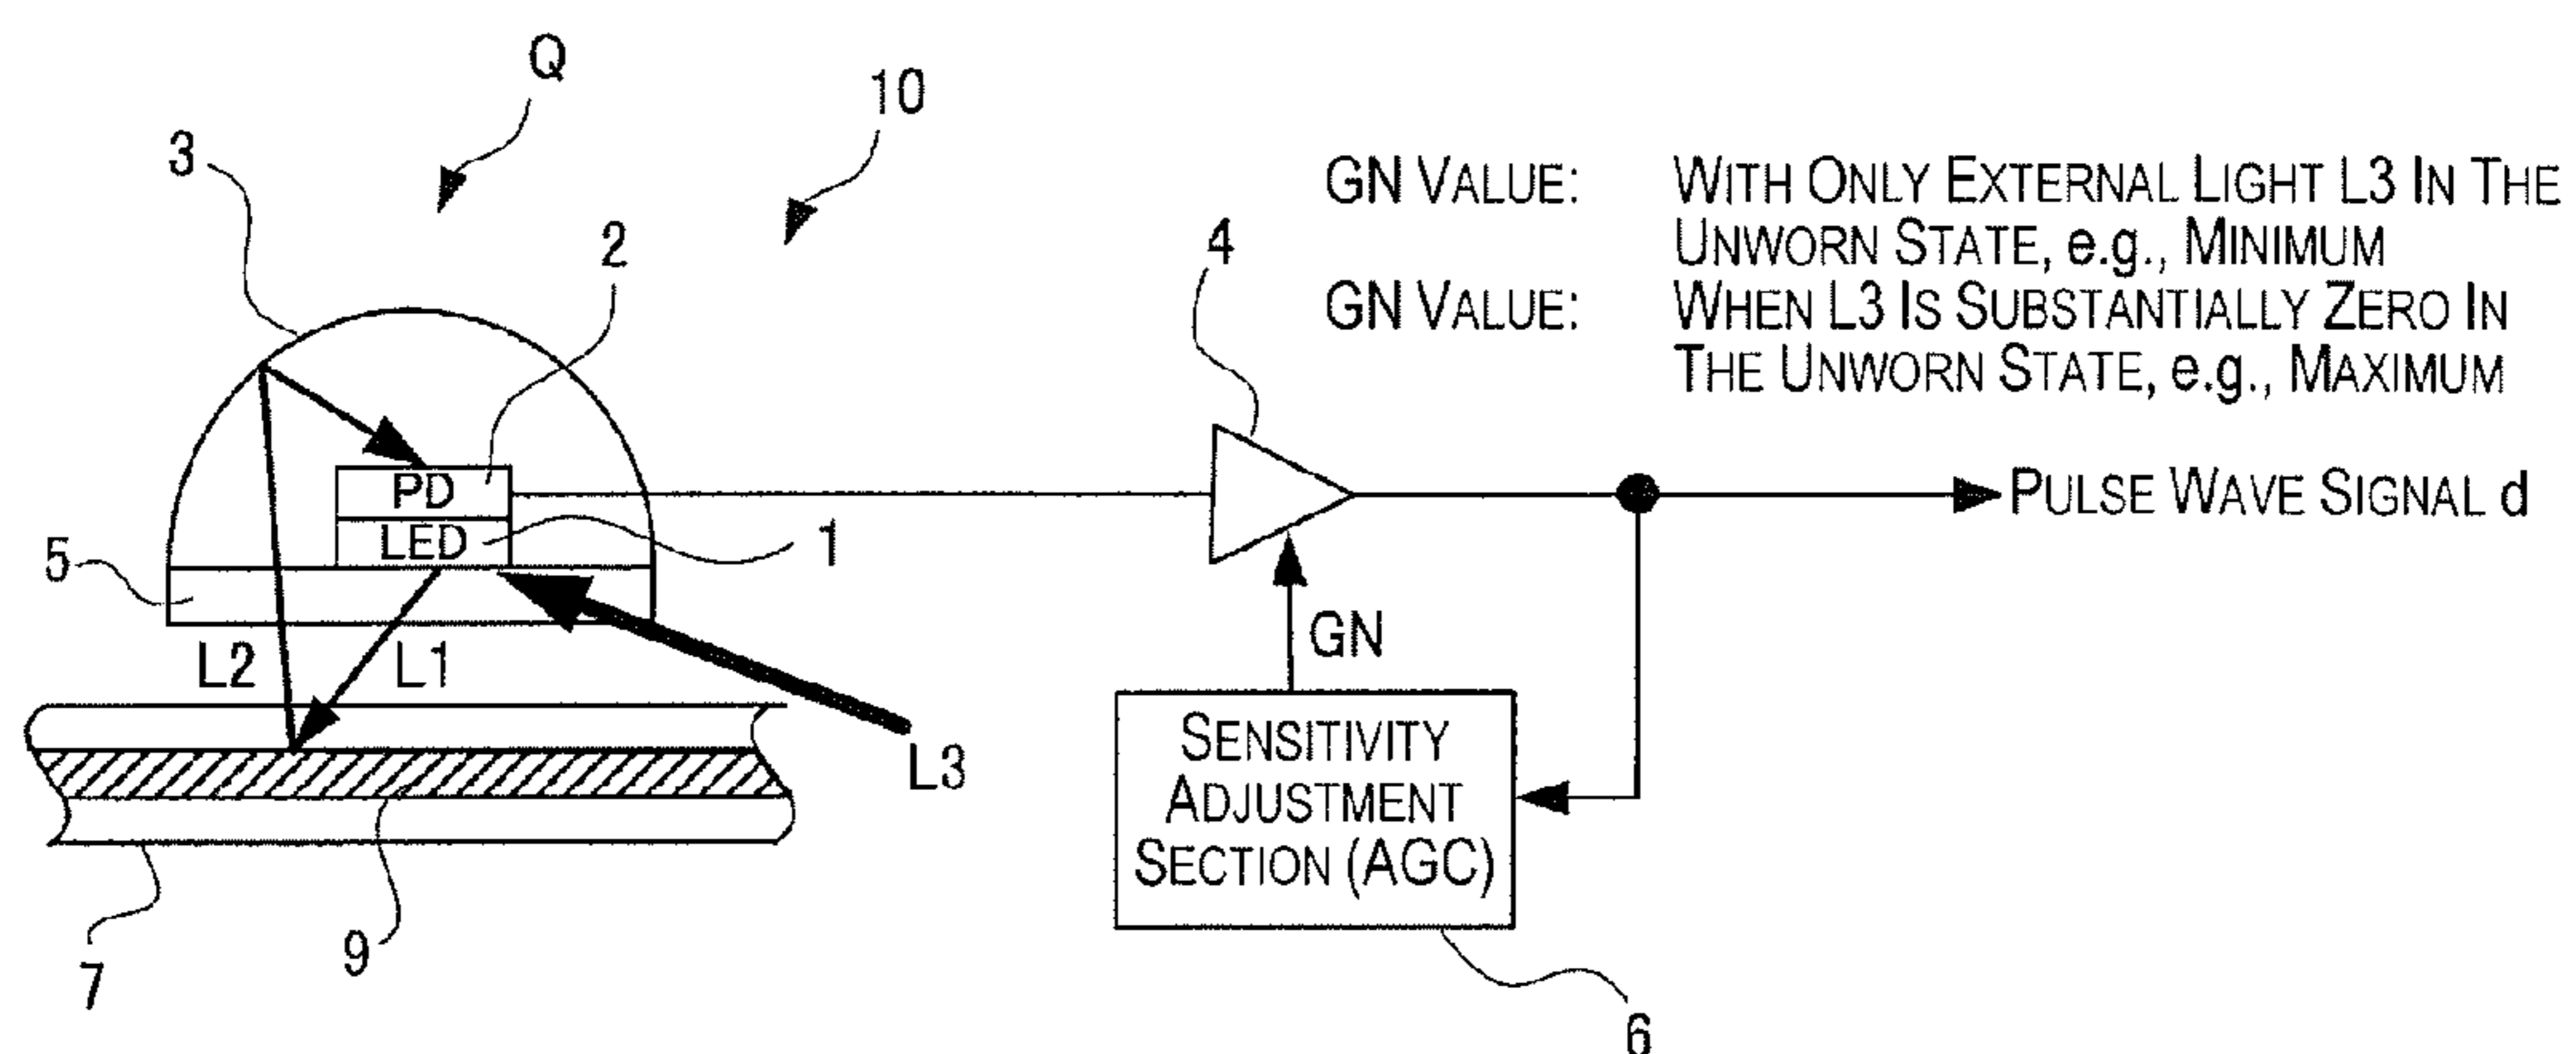 Q
10
3
2
GN VALUE: WITH ONLY EXTERNAL LIGHT L3 IN THE
UNWORN STATE, e.g., MINIMUM
GN VALUE: WHEN L3 IS SUBSTANTIALLY ZERO IN
THE UNWORN STATE, e.g., MAXIMUM
4
PD
LED
1
5
PULSE WAVE SIGNAL d
L2
L1
GN
L3
SENSITIVITY
ADJUSTMENT
SECTION (AGC)
7
9
6